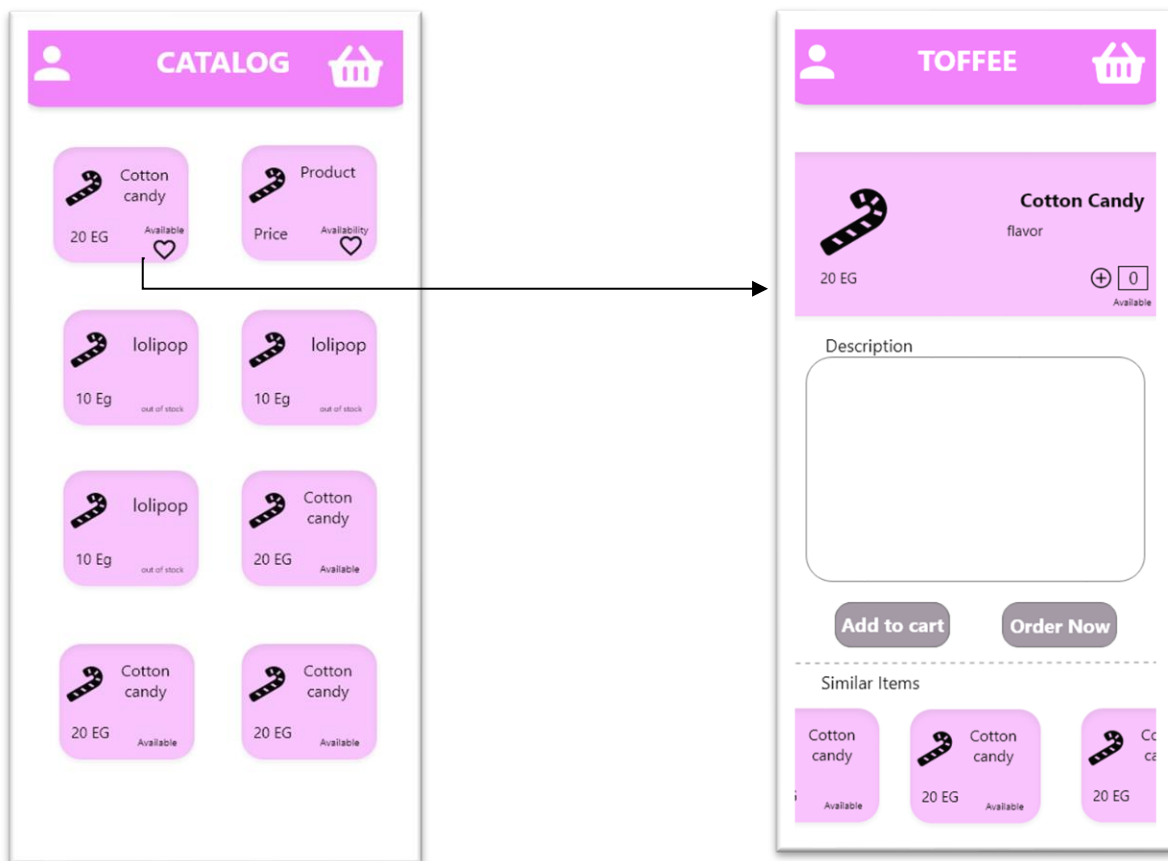 CATALOG
Cotton
candy
20 EG
Available
Product
Price
Availability
lolipop
10 Eg
out of stock
lolipop
10 Eg
out of stock
lolipop
10 Eg
out of stock
Cotton
candy
20 EG
Available
Cotton
candy
20 EG
Available
Cotton
candy
20 EG
Available
TOFFEE
Cotton Candy
flavor
20 EG
0
Available
Description
Add to cart
Order Now
Similar Items
Cotton
candy
Available
Cotton
candy
20 EG
Available
20 EG